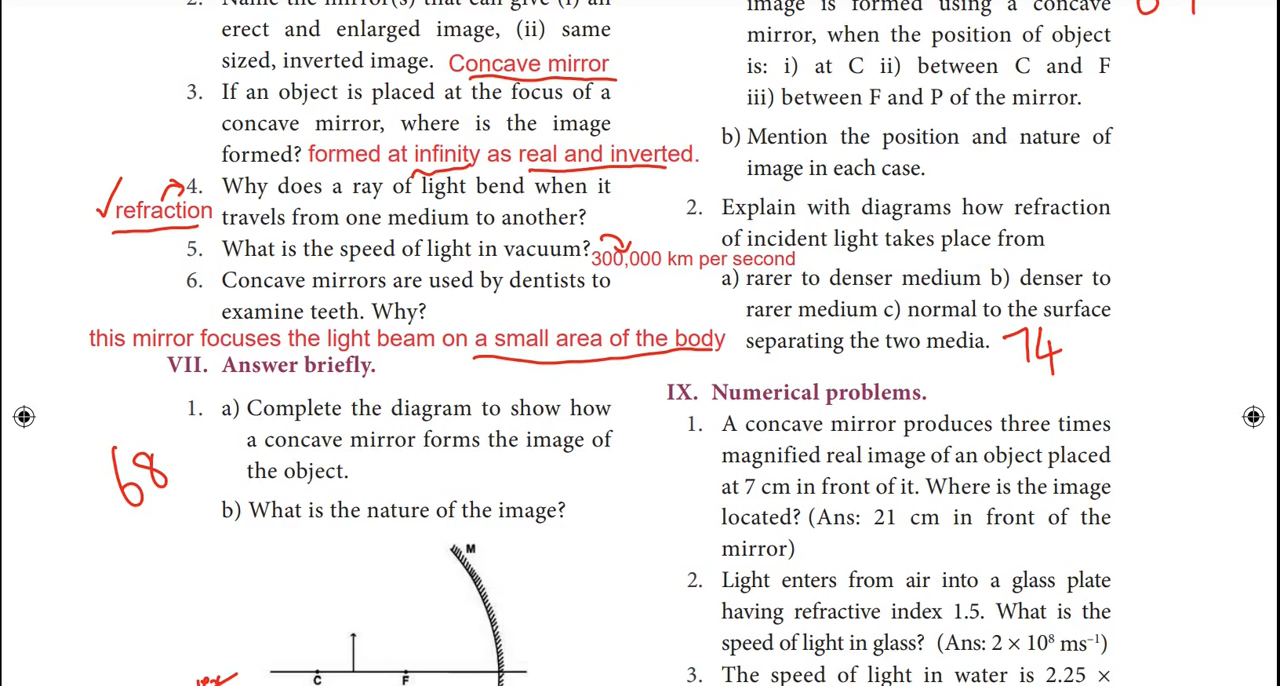 2. Name the mirror(s) that can give (i) an
erect and enlarged image, (ii) same
sized, inverted image. Concave mirror
3. If an object is placed at the focus of a
concave mirror, where is the image
formed? formed at infinity as real and inverted.
4. Why does a ray of light bend when it
refraction travels from one medium to another?
5. What is the speed of light in vacuum? 300,000 km per second
6. Concave mirrors are used by dentists to
examine teeth. Why?
this mirror focuses the light beam on a small area of the body
VII. Answer briefly.
1. a) Complete the diagram to show how
a concave mirror forms the image of
the object.
68
b) What is the nature of the image?
M
C F
image is formed using a concave
mirror, when the position of object
is: i) at C ii) between C and F
iii) between F and P of the mirror.
b) Mention the position and nature of
image in each case.
2. Explain with diagrams how refraction
of incident light takes place from
a) rarer to denser medium b) denser to
rarer medium c) normal to the surface
separating the two media. 74
IX. Numerical problems.
1. A concave mirror produces three times
magnified real image of an object placed
at 7 cm in front of it. Where is the image
located? (Ans: 21 cm in front of the
mirror)
2. Light enters from air into a glass plate
having refractive index 1.5. What is the
speed of light in glass? (Ans: 2 × 10⁸ ms⁻¹)
3. The speed of light in water is 2.25 ×